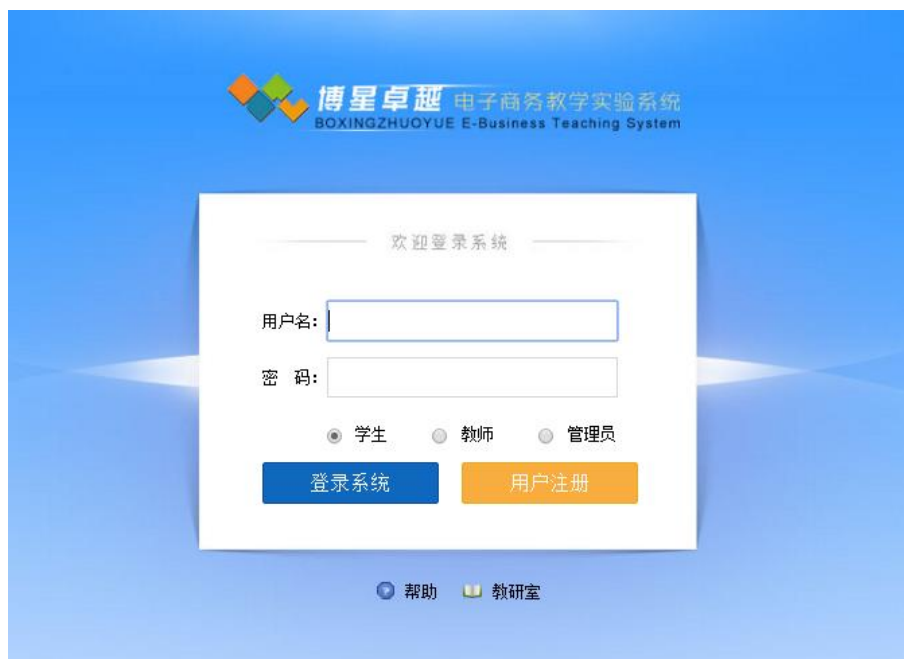 博星卓越 电子商务教学实验系统
BOXINGZHUOYUE E-Business Teaching System
欢迎登录系统
用户名:
密 码:
学生 教师 管理员
登录系统 用户注册
帮助 教研室